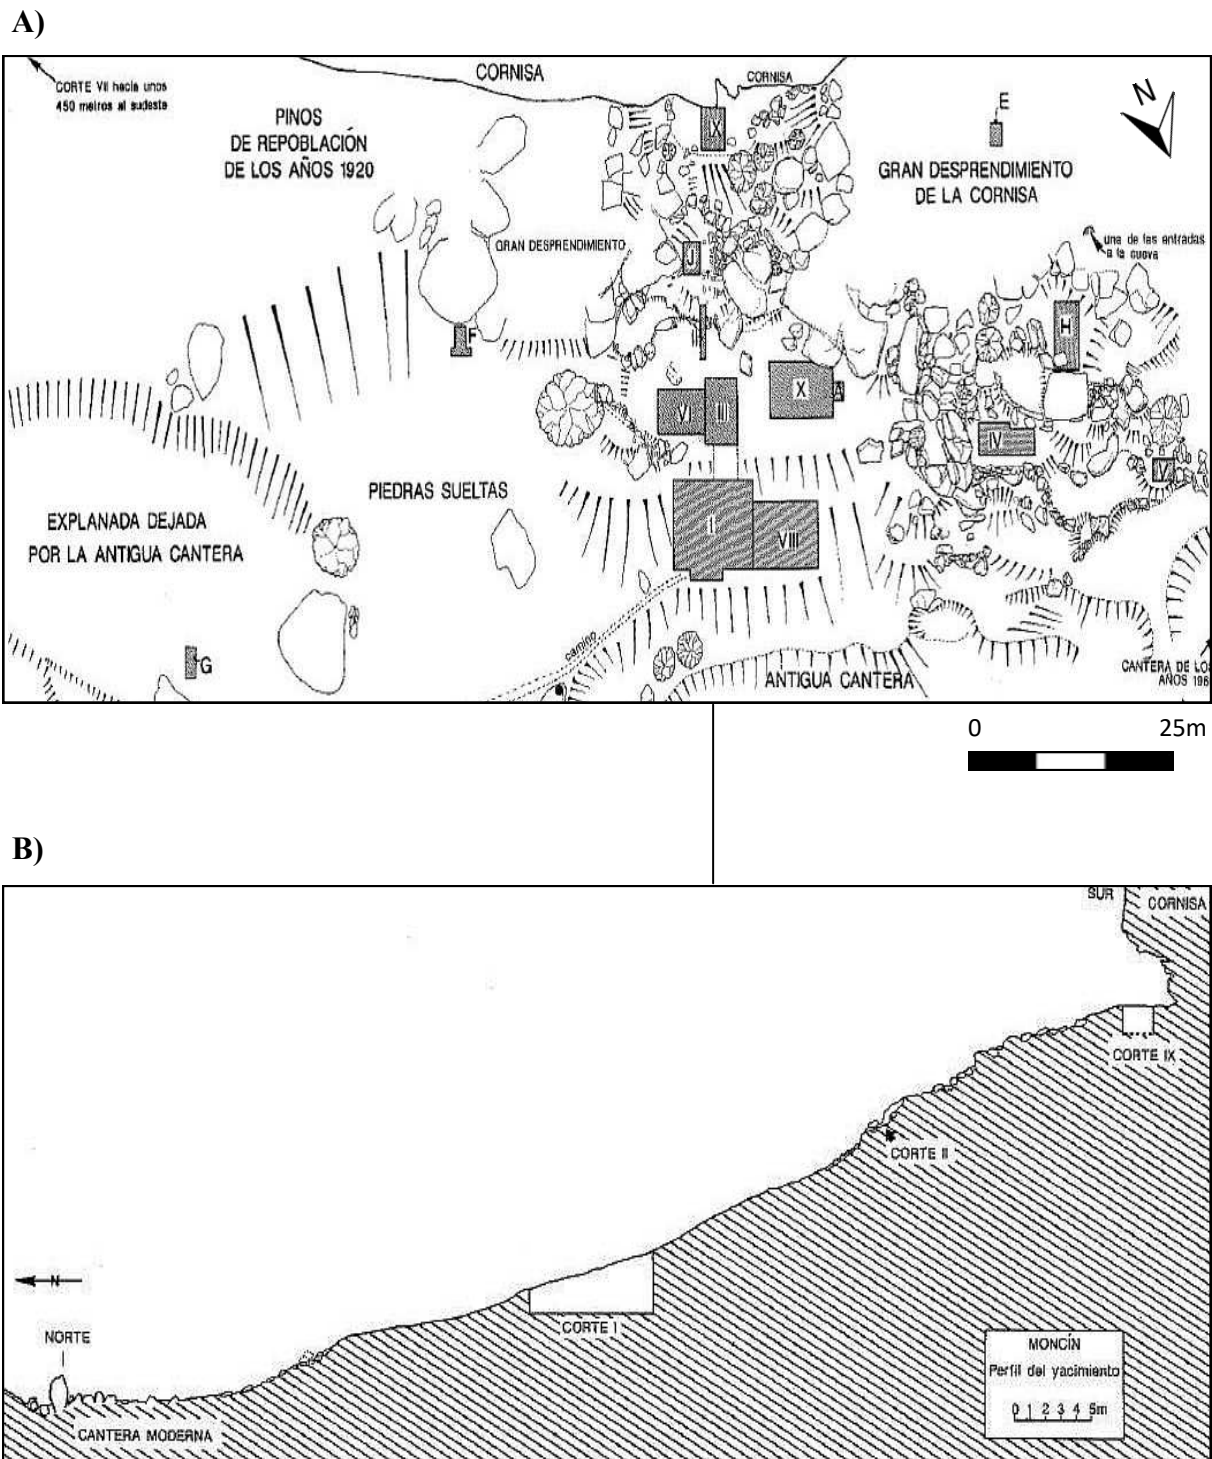 A)
CORNISA
CORNISA
CORTE VII hacia unos
450 metros al sudeste
PINOS
DE REPOBLACIÓN
DE LOS AÑOS 1920
N
E
X
GRAN DESPRENDIMIENTO
DE LA CORNISA
GRAN DESPRENDIMIENTO
una de las entradas
a la cueva
J
F
II
H
X
A
VI
III
IV
V
PIEDRAS SUELTAS
EXPLANADA DEJADA
POR LA ANTIGUA CANTERA
I
VIII
camino
G
ANTIGUA CANTERA
CANTERA DE LOS
AÑOS 196
0 25m
B)
SUR
CORNISA
CORTE IX
CORTE II
N
CORTE I
NORTE
CANTERA MODERNA
MONCÍN
Perfil del yacimiento
0 1 2 3 4 5m